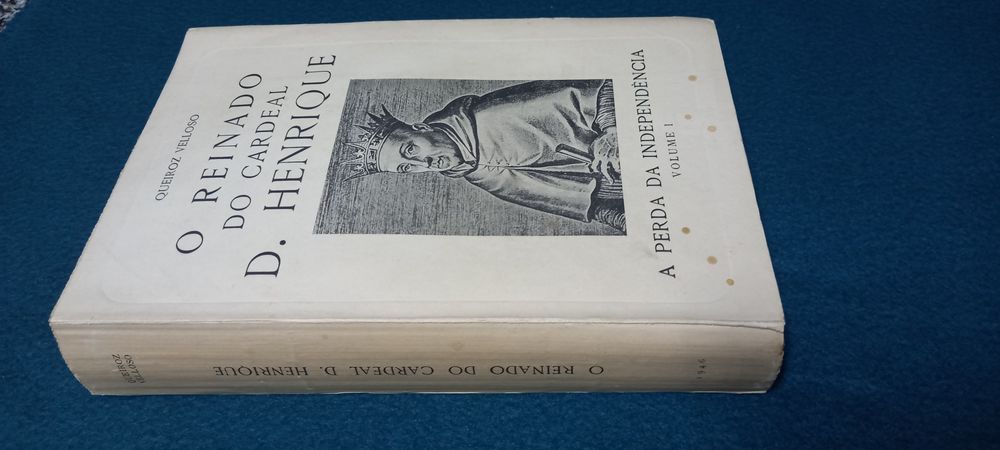 QUEIROZ VELLOSO
O REINADO
DO CARDEAL
D. HENRIQUE
A PERDA DA INDEPENDÊNCIA
VOLUME I
QUEIROZ
VELLOSO
O REINADO DO CARDEAL D. HENRIQUE
1946